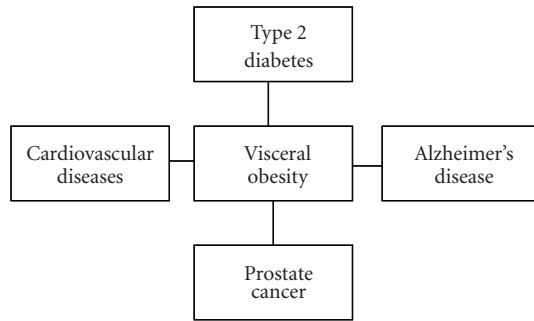 Type 2
diabetes
Cardiovascular
diseases
Visceral
obesity
Alzheimer’s
disease
Prostate
cancer